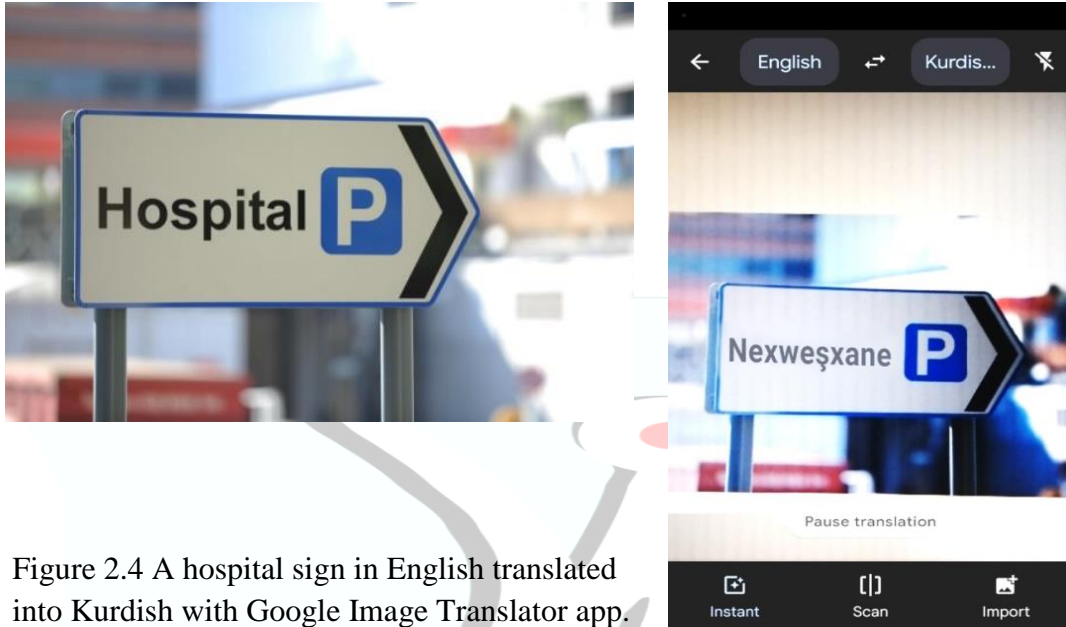 Hospital P
English
Kurdis...
Nexweşxane P
Pause translation
Instant
Scan
Import
Figure 2.4 A hospital sign in English translated
into Kurdish with Google Image Translator app.